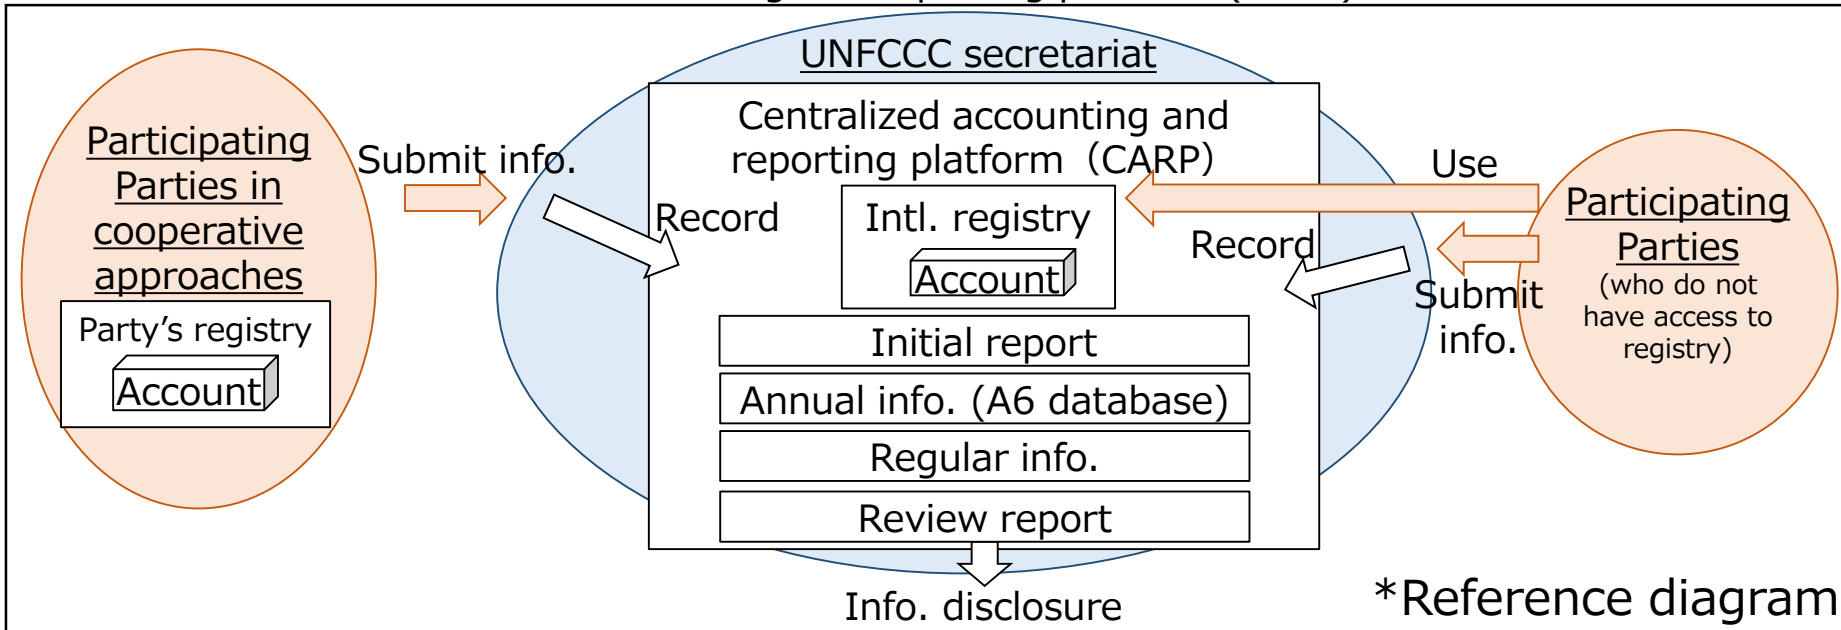 UNFCCC secretariat
Participating
Parties in
cooperative
approaches
Party’s registry
Account
Submit info.
Record
Centralized accounting and
reporting platform（CARP）
Intl. registry
Account
Initial report
Annual info. (A6 database)
Regular info.
Review report
Info. disclosure
Use
Record
Submit
info.
Participating
Parties
(who do not
have access to
registry)
*Reference diagram